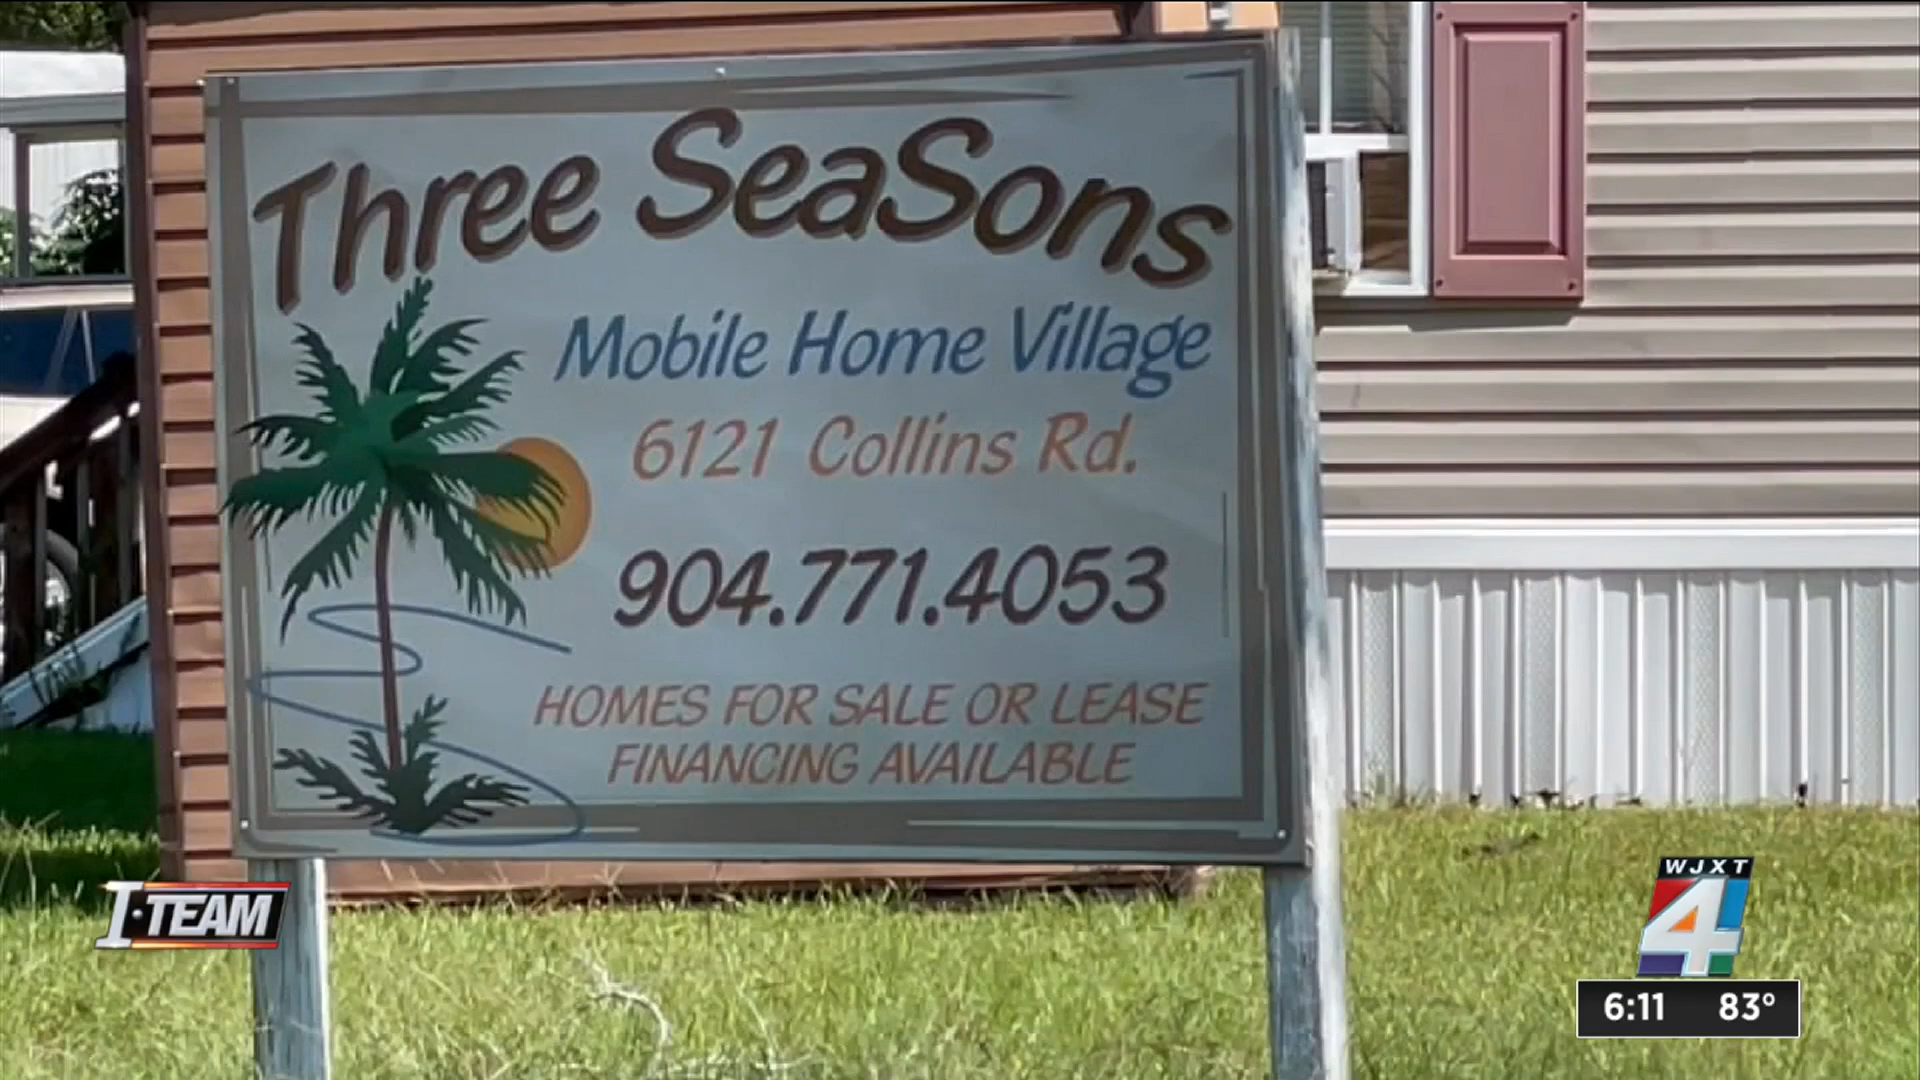 Three SeaSons
Mobile Home Village
6121 Collins Rd.
904.771.4053
HOMES FOR SALE OR LEASE
FINANCING AVAILABLE
I-TEAM
WJXT
4
6:11 83°